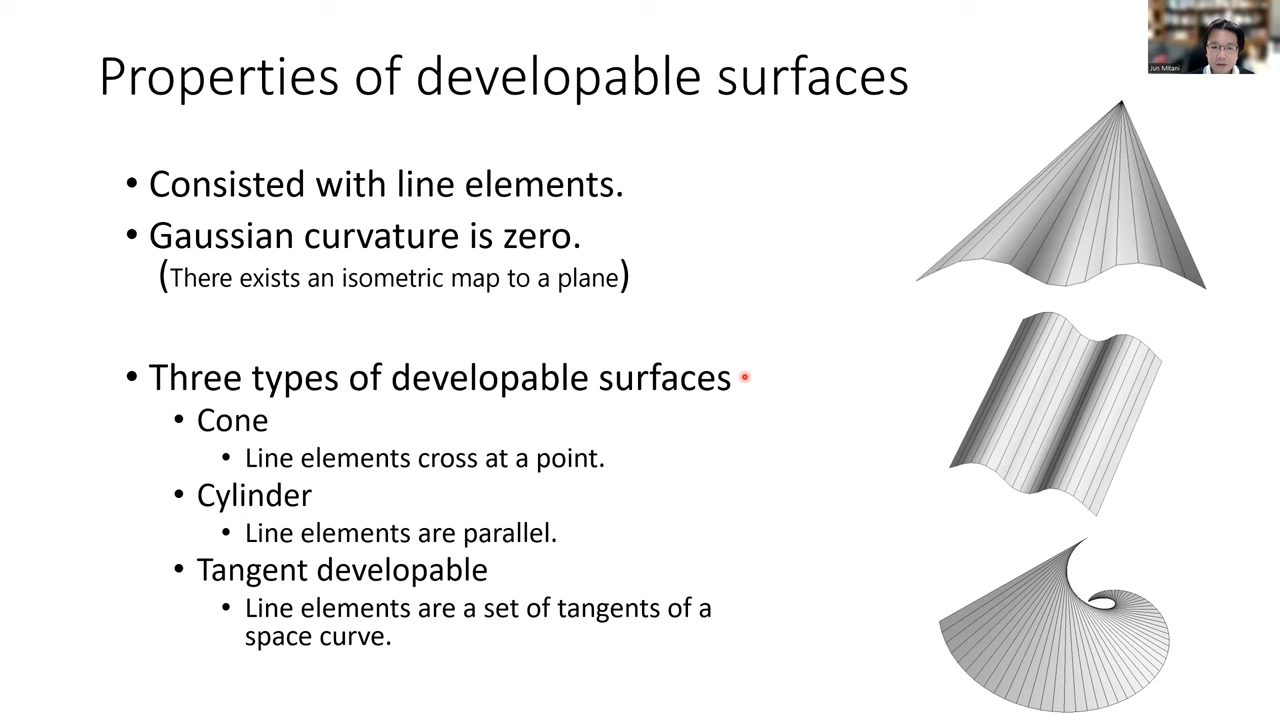 Properties of developable surfaces
Jun Mitani
• Consisted with line elements.
• Gaussian curvature is zero.
(There exists an isometric map to a plane)
• Three types of developable surfaces
• Cone
• Line elements cross at a point.
• Cylinder
• Line elements are parallel.
• Tangent developable
• Line elements are a set of tangents of a
space curve.